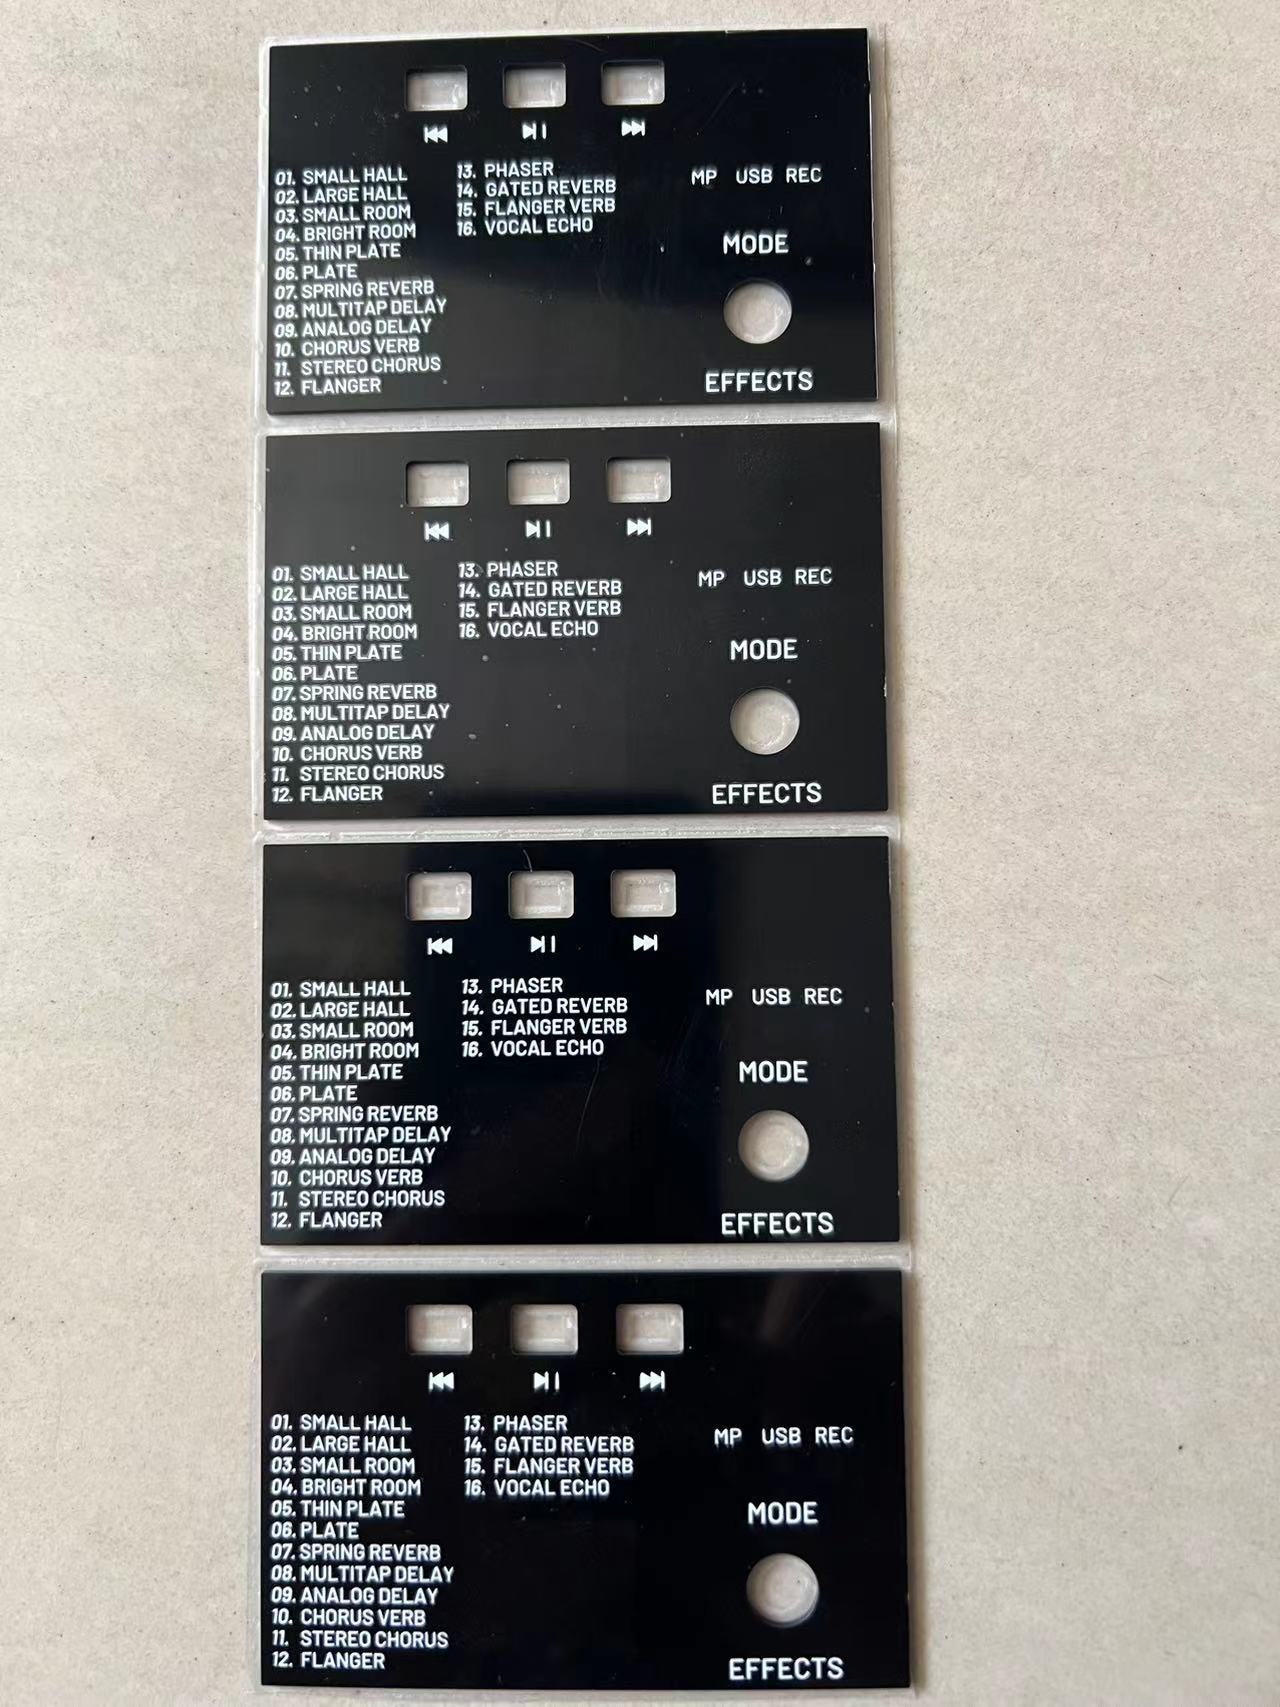 01. SMALL HALL
02. LARGE HALL
03. SMALL ROOM
04. BRIGHT ROOM
05. THIN PLATE
06. PLATE
07. SPRING REVERB
08. MULTITAP DELAY
09. ANALOG DELAY
10. CHORUS VERB
11. STEREO CHORUS
12. FLANGER
13. PHASER
14. GATED REVERB
15. FLANGER VERB
16. VOCAL ECHO
MP USB REC
MODE
EFFECTS
01. SMALL HALL
02. LARGE HALL
03. SMALL ROOM
04. BRIGHT ROOM
05. THIN PLATE
06. PLATE
07. SPRING REVERB
08. MULTITAP DELAY
09. ANALOG DELAY
10. CHORUS VERB
11. STEREO CHORUS
12. FLANGER
13. PHASER
14. GATED REVERB
15. FLANGER VERB
16. VOCAL ECHO
MP USB REC
MODE
EFFECTS
01. SMALL HALL
02. LARGE HALL
03. SMALL ROOM
04. BRIGHT ROOM
05. THIN PLATE
06. PLATE
07. SPRING REVERB
08. MULTITAP DELAY
09. ANALOG DELAY
10. CHORUS VERB
11. STEREO CHORUS
12. FLANGER
13. PHASER
14. GATED REVERB
15. FLANGER VERB
16. VOCAL ECHO
MP USB REC
MODE
EFFECTS
01. SMALL HALL
02. LARGE HALL
03. SMALL ROOM
04. BRIGHT ROOM
05. THIN PLATE
06. PLATE
07. SPRING REVERB
08. MULTITAP DELAY
09. ANALOG DELAY
10. CHORUS VERB
11. STEREO CHORUS
12. FLANGER
13. PHASER
14. GATED REVERB
15. FLANGER VERB
16. VOCAL ECHO
MP USB REC
MODE
EFFECTS